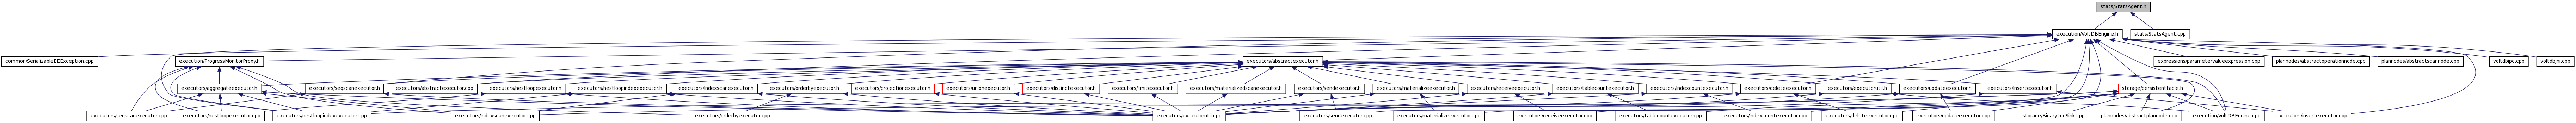 stats/StatsAgent.h
execution/VoltDBEngine.h
stats/StatsAgent.cpp
common/SerializableEEException.cpp
execution/ProgressMonitorProxy.h
executors/abstractexecutor.h
expressions/parametervalueexpression.cpp
plannodes/abstractoperationnode.cpp
plannodes/abstractscannode.cpp
voltdbipc.cpp
voltdbjni.cpp
executors/aggregateexecutor.h
executors/seqscanexecutor.h
executors/abstractexecutor.cpp
executors/nestloopexecutor.h
executors/nestloopindexexecutor.h
executors/indexscanexecutor.h
executors/orderbyexecutor.h
executors/projectionexecutor.h
executors/unionexecutor.h
executors/distinctexecutor.h
executors/limitexecutor.h
executors/materializedscanexecutor.h
executors/sendexecutor.h
executors/materializeexecutor.h
executors/receiveexecutor.h
executors/tablecountexecutor.h
executors/indexcountexecutor.h
executors/deleteexecutor.h
executors/executorutil.h
executors/updateexecutor.h
executors/insertexecutor.h
storage/persistenttable.h
executors/seqscanexecutor.cpp
executors/nestloopexecutor.cpp
executors/nestloopindexexecutor.cpp
executors/indexscanexecutor.cpp
executors/orderbyexecutor.cpp
executors/executorutil.cpp
executors/sendexecutor.cpp
executors/materializeexecutor.cpp
executors/receiveexecutor.cpp
executors/tablecountexecutor.cpp
executors/indexcountexecutor.cpp
executors/deleteexecutor.cpp
executors/updateexecutor.cpp
storage/BinaryLogSink.cpp
plannodes/abstractplannode.cpp
execution/VoltDBEngine.cpp
executors/insertexecutor.cpp